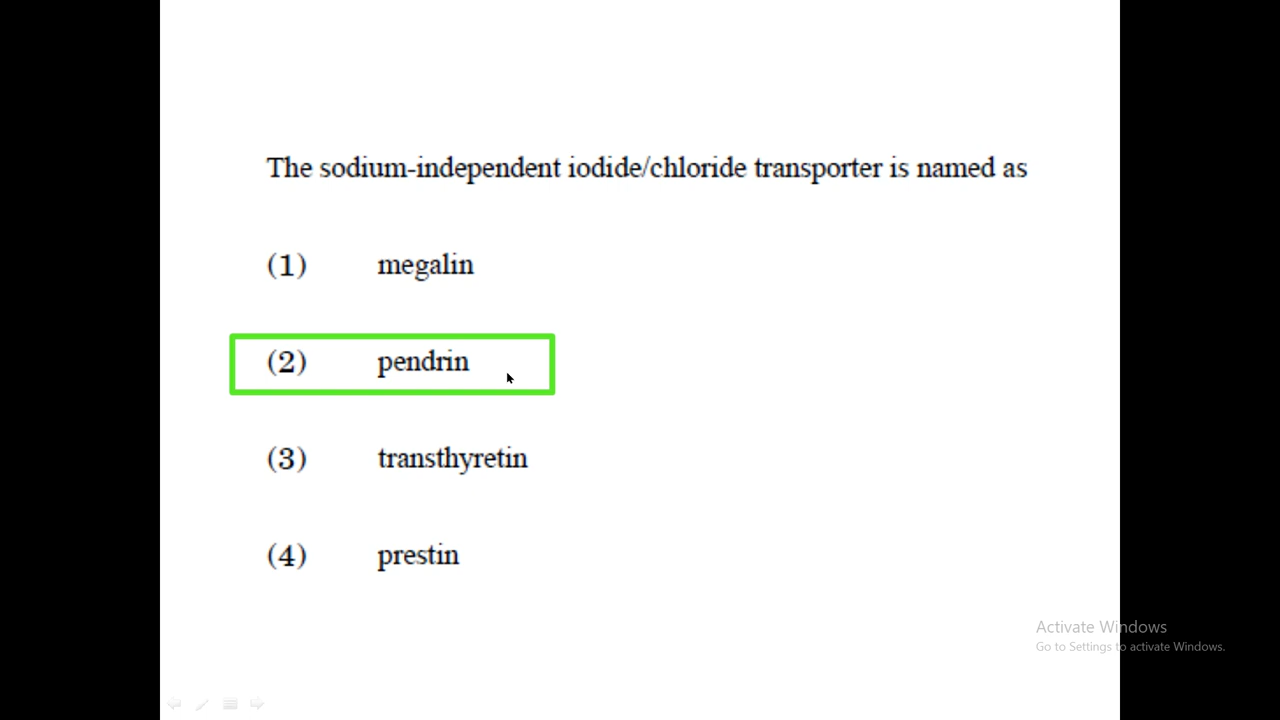 The sodium-independent iodide/chloride transporter is named as
(1) megalin
(2) pendrin
(3) transthyretin
(4) prestin
Activate Windows
Go to Settings to activate Windows.